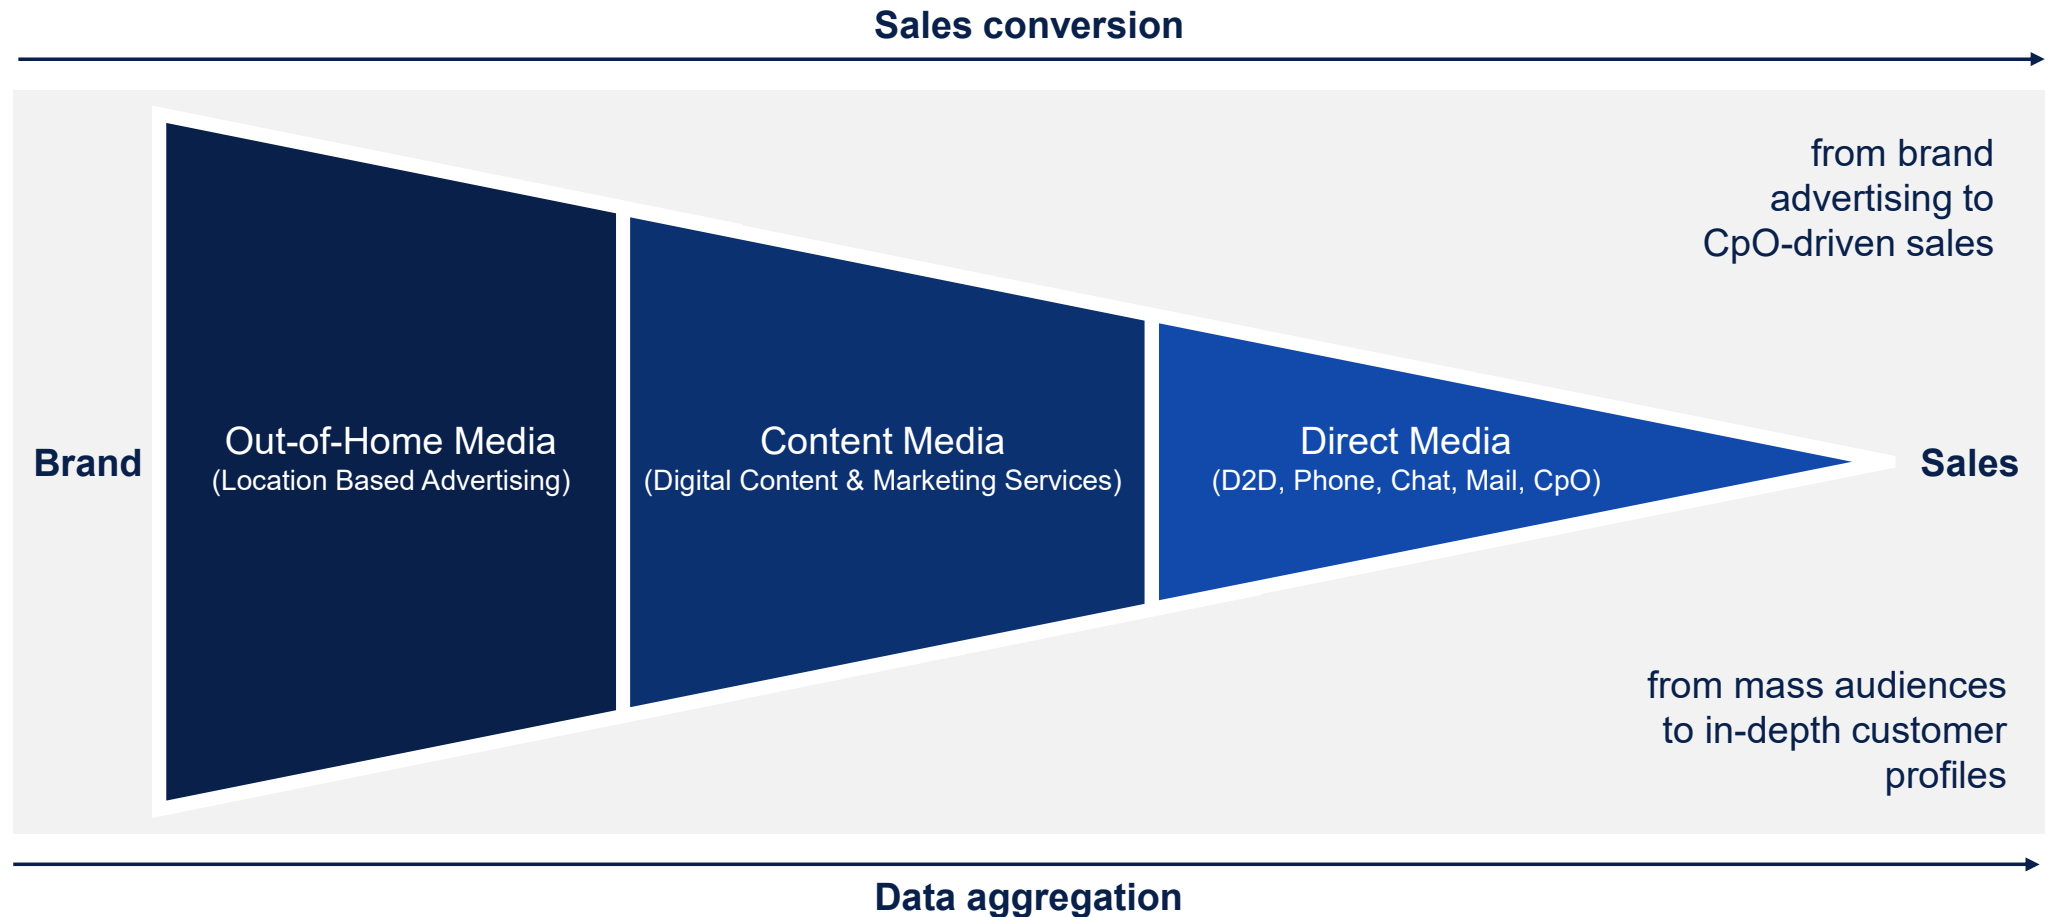 Sales conversion
from brand
advertising to
CpO-driven sales
Brand
Out-of-Home Media
(Location Based Advertising)
Content Media
(Digital Content & Marketing Services)
Direct Media
(D2D, Phone, Chat, Mail, CpO)
Sales
from mass audiences
to in-depth customer
profiles
Data aggregation